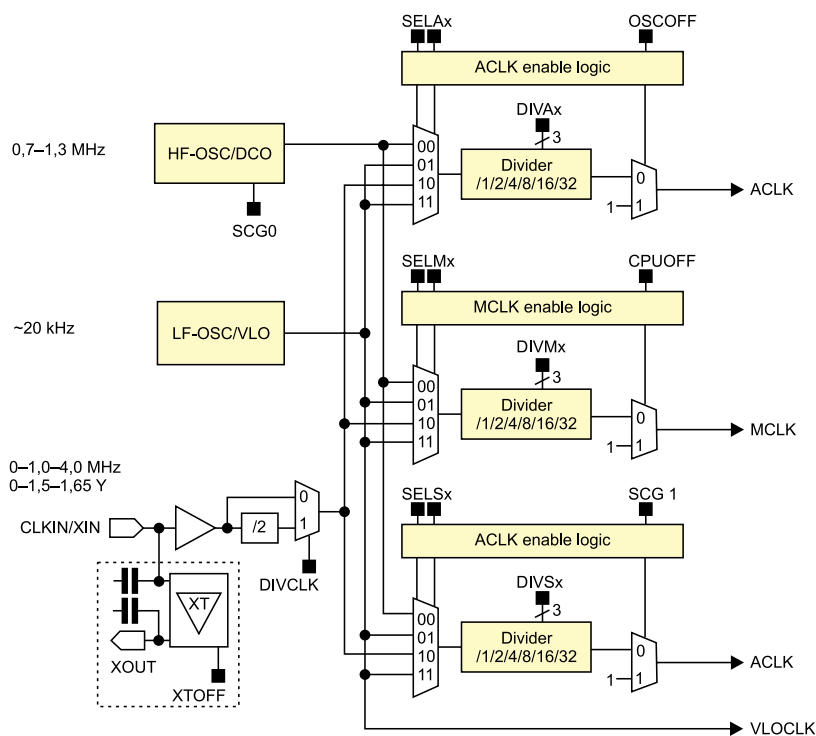 SELAx
OSCOFF
ACLK enable logic
DIVAx
3
0,7–1,3 MHz
HF-OSC/DCO
SCG0
00
01
10
11
Divider
/1/2/4/8/16/32
0
1
1
ACLK
SELMx
CPUOFF
MCLK enable logic
~20 kHz
LF-OSC/VLO
DIVMx
3
00
01
10
11
Divider
/1/2/4/8/16/32
0
1
1
MCLK
0–1,0–4,0 MHz
0–1,5–1,65 Y
CLKIN/XIN
/2
0
1
DIVCLK
XT
XOUT
XTOFF
SELSx
SCG 1
ACLK enable logic
DIVSx
3
00
01
10
11
Divider
/1/2/4/8/16/32
0
1
1
ACLK
VLOCLK